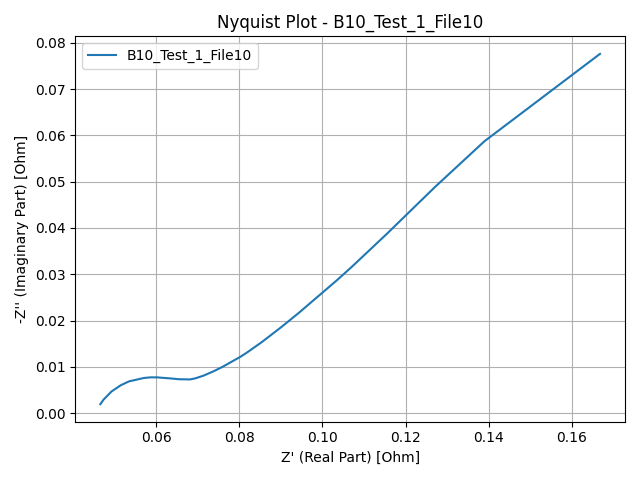 Nyquist Plot - B10_Test_1_File10
B10_Test_1_File10
-Z'' (Imaginary Part) [Ohm]
0.08
0.07
0.06
0.05
0.04
0.03
0.02
0.01
0.00
0.06 0.08 0.10 0.12 0.14 0.16
Z' (Real Part) [Ohm]